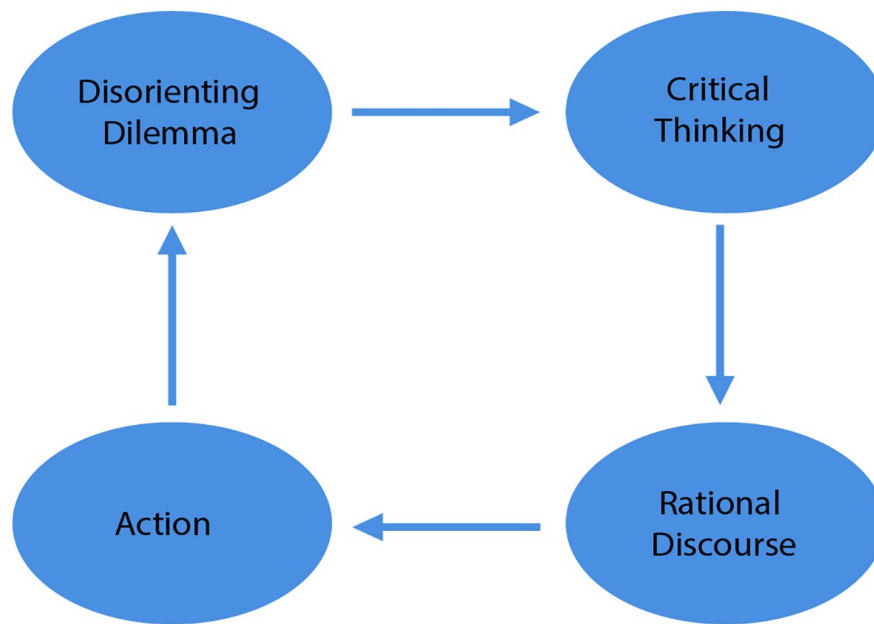 Disorienting
Dilemma
Critical
Thinking
Action
Rational
Discourse